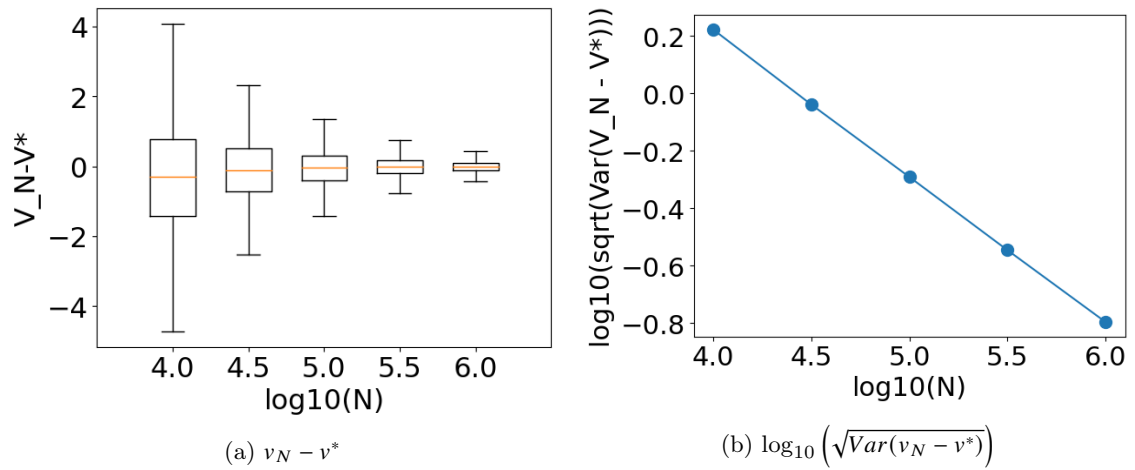 4
2
0
−2
−4
V_N-V*
4.0 4.5 5.0 5.5 6.0
log10(N)
(a) v_N − v*
0.2
0.0
−0.2
−0.4
−0.6
−0.8
log10(sqrt(Var(V_N - V*)))
4.0 4.5 5.0 5.5 6.0
log10(N)
(b) log₁₀ (√Var(v_N − v*))